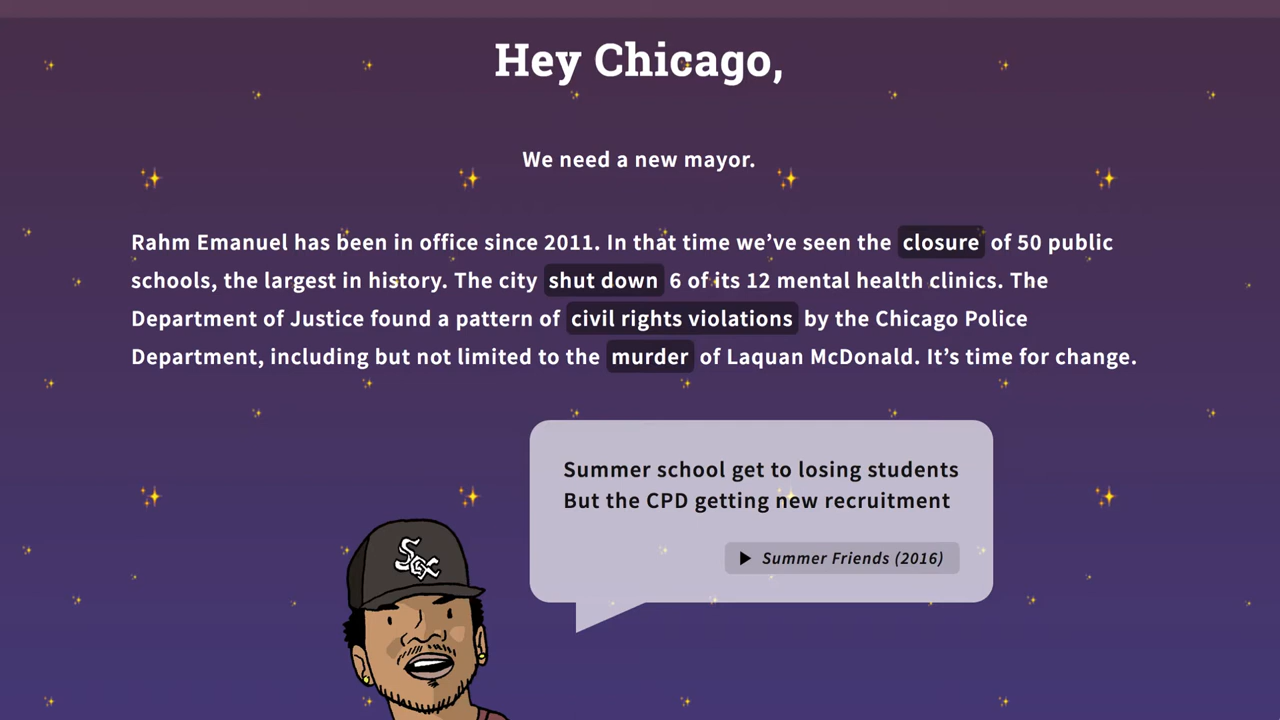 Hey Chicago,
We need a new mayor.
Rahm Emanuel has been in office since 2011. In that time we’ve seen the closure of 50 public
schools, the largest in history. The city shut down 6 of its 12 mental health clinics. The
Department of Justice found a pattern of civil rights violations by the Chicago Police
Department, including but not limited to the murder of Laquan McDonald. It’s time for change.
Summer school get to losing students
But the CPD getting new recruitment
Summer Friends (2016)
Sox